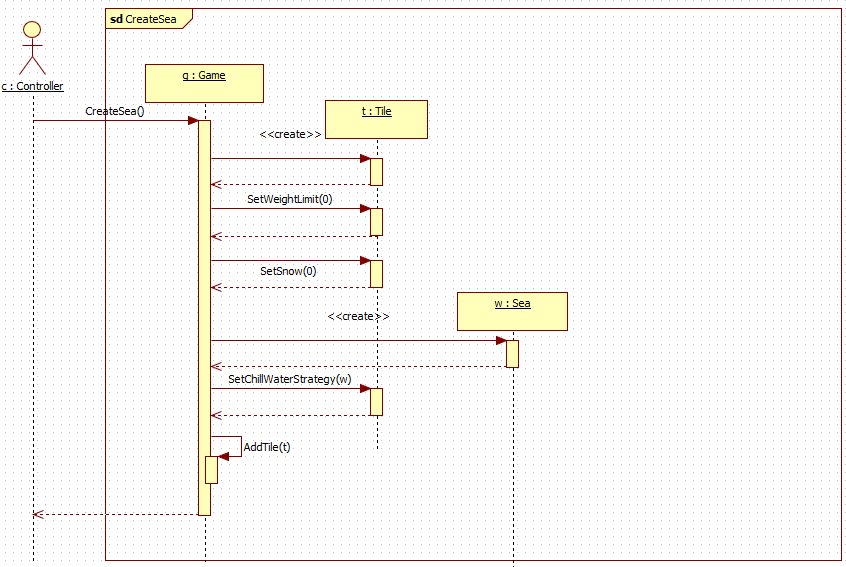 sd CreateSea
c : Controller
g : Game
CreateSea()
t : Tile
<<create>>
SetWeightLimit(0)
SetSnow(0)
w : Sea
<<create>>
SetChillWaterStrategy(w)
AddTile(t)